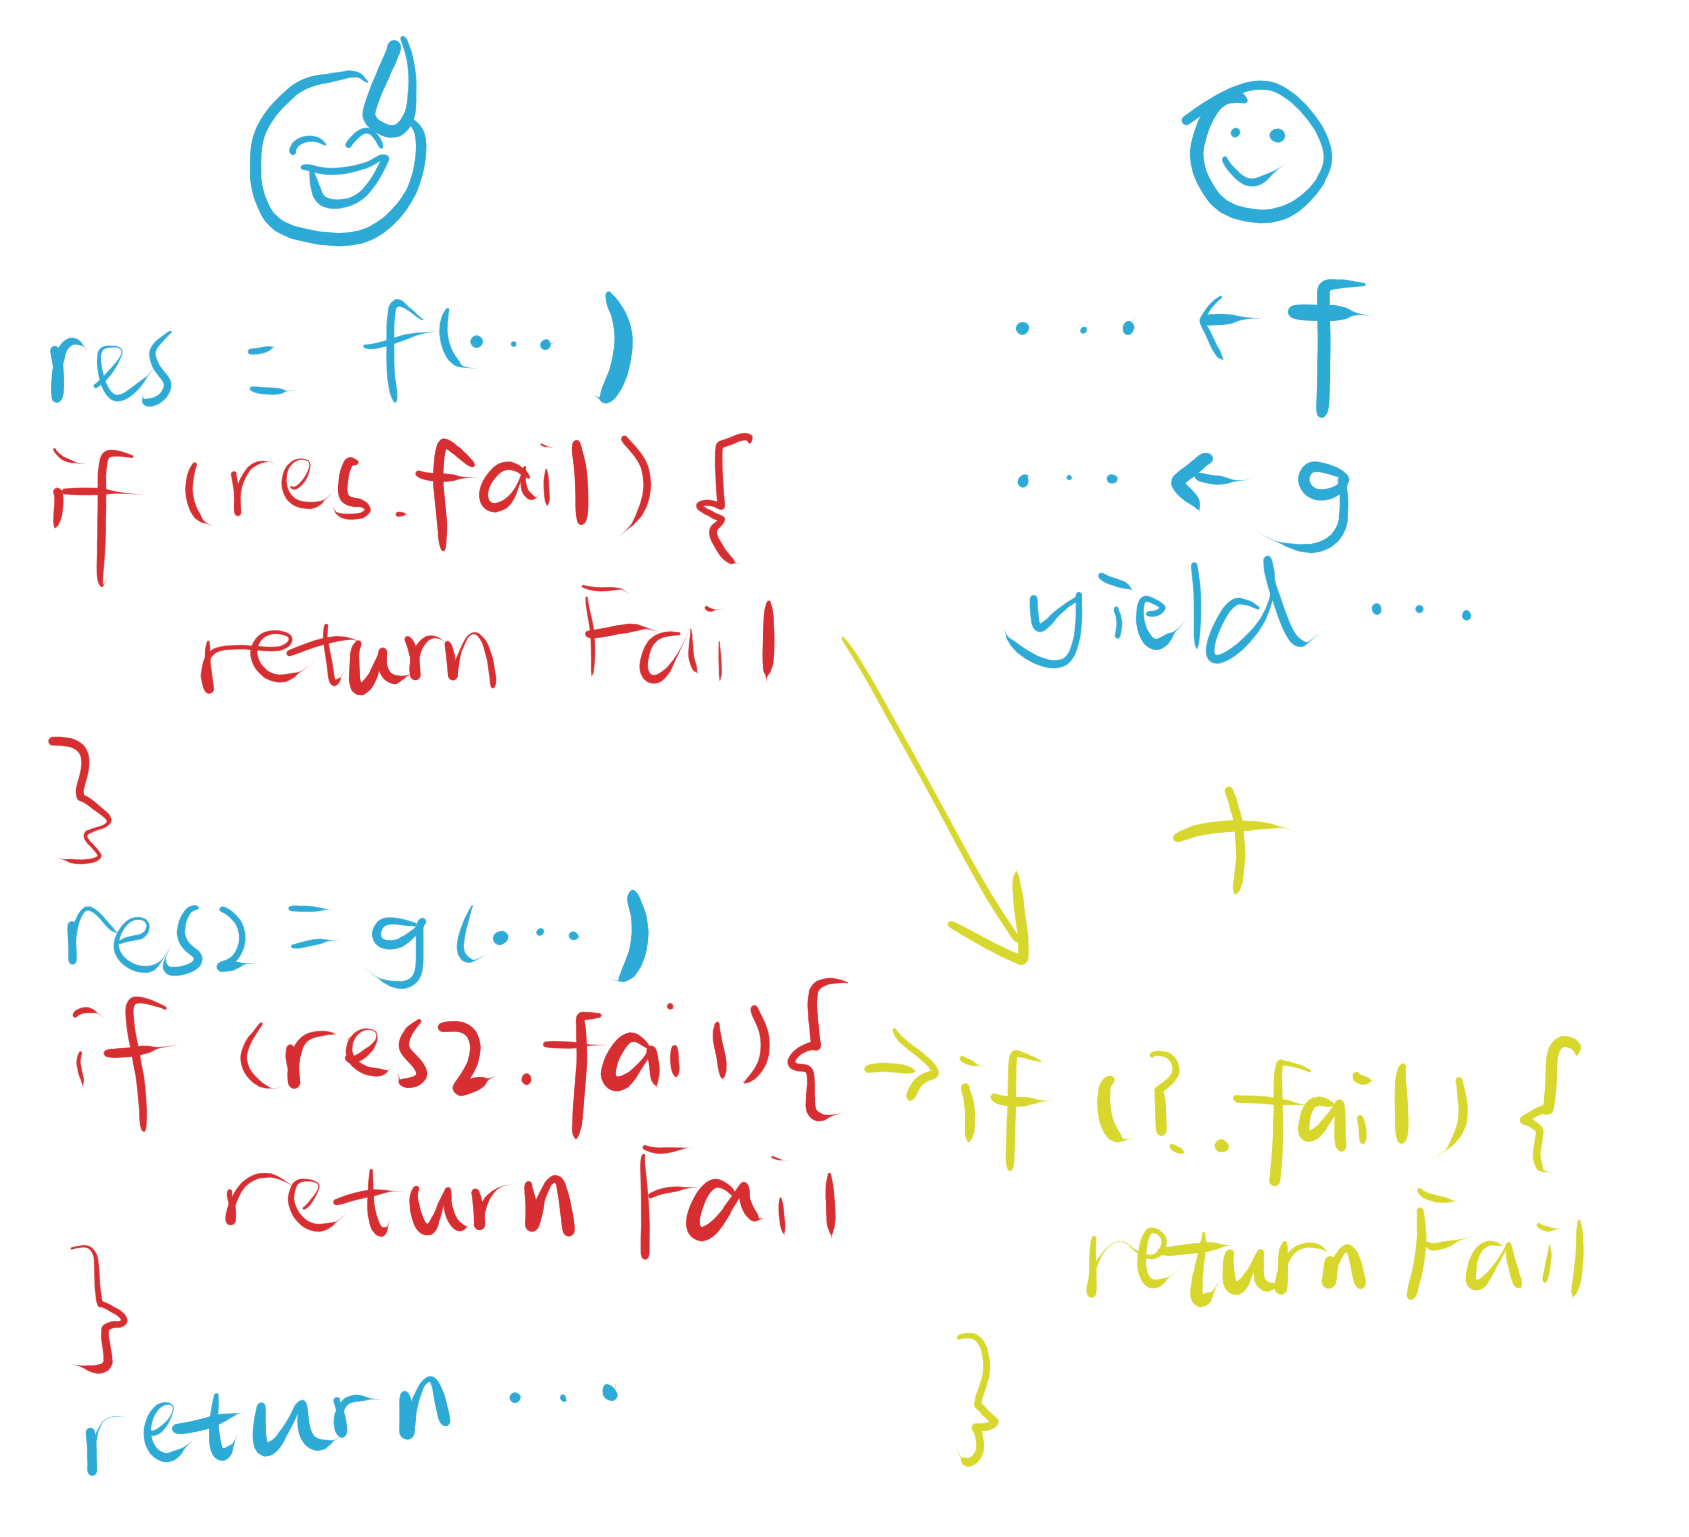 res = f(...)
if (res.fail) {
return Fail
}
res2 = g(...)
if (res2.fail){
return Fail
}
return ...
... ← f
... ← g
yield ...
+
→ if (?.fail) {
return Fail
}